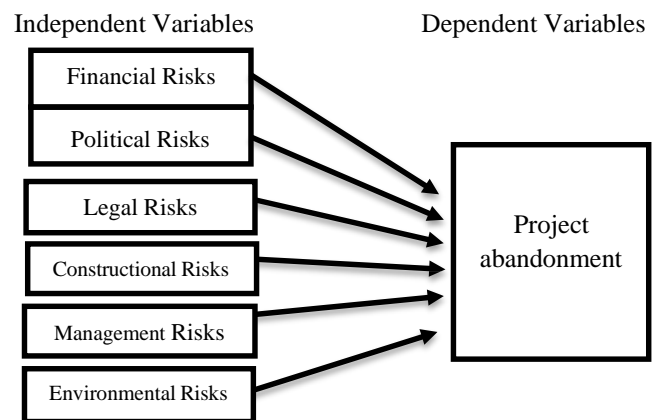 Independent Variables
Dependent Variables
Financial Risks
Political Risks
Legal Risks
Constructional Risks
Management Risks
Environmental Risks
Project
abandonment